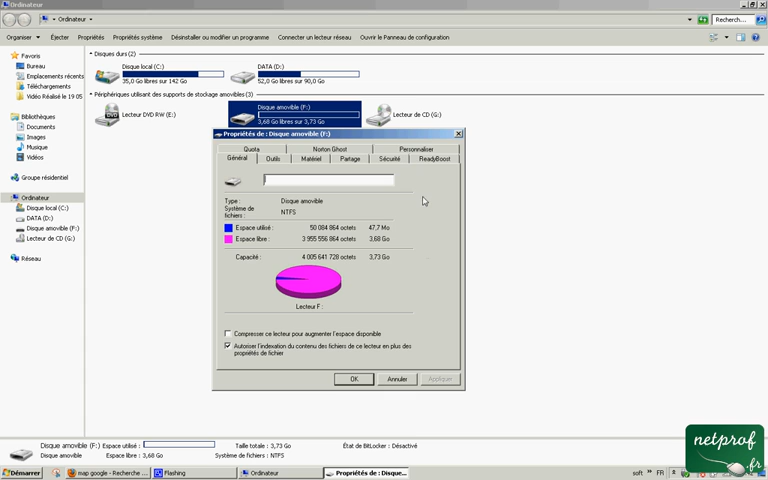 Ordinateur
Ordinateur
Recherch...
Organiser
Éjecter
Propriétés
Propriétés système
Désinstaller ou modifier un programme
Connecter un lecteur réseau
Ouvrir le Panneau de configuration
Favoris
Bureau
Emplacements récents
Téléchargements
Vidéo Réalisé le 19 05
Bibliothèques
Documents
Images
Musique
Vidéos
Groupe résidentiel
Ordinateur
Disque local (C:)
DATA (D:)
Disque amovible (F:)
Lecteur de CD (G:)
Réseau
Disques durs (2)
Disque local (C:)
35,0 Go libres sur 142 Go
DATA (D:)
52,0 Go libres sur 90,0 Go
Périphériques utilisant des supports de stockage amovibles (3)
Lecteur DVD RW (E:)
Disque amovible (F:)
3,68 Go libres sur 3,73 Go
Lecteur de CD (G:)
Propriétés de : Disque amovible (F:)
Quota
Norton Ghost
Personnaliser
Général
Outils
Matériel
Partage
Sécurité
ReadyBoost
Type : Disque amovible
Système de fichiers : NTFS
Espace utilisé : 50 084 864 octets 47,7 Mo
Espace libre : 3 955 556 864 octets 3,68 Go
Capacité : 4 005 641 728 octets 3,73 Go
Lecteur F :
Compresser ce lecteur pour augmenter l'espace disponible
Autoriser l'indexation du contenu des fichiers de ce lecteur en plus des
propriétés de fichier
OK
Annuler
Appliquer
Disque amovible (F:) Espace utilisé : Taille totale : 3,73 Go État de BitLocker : Désactivé
Disque amovible Espace libre : 3,68 Go Système de fichiers : NTFS
Démarrer
map google - Recherche ...
Flashing
Ordinateur
Propriétés de : Disque...
soft
FR
netprof
.fr